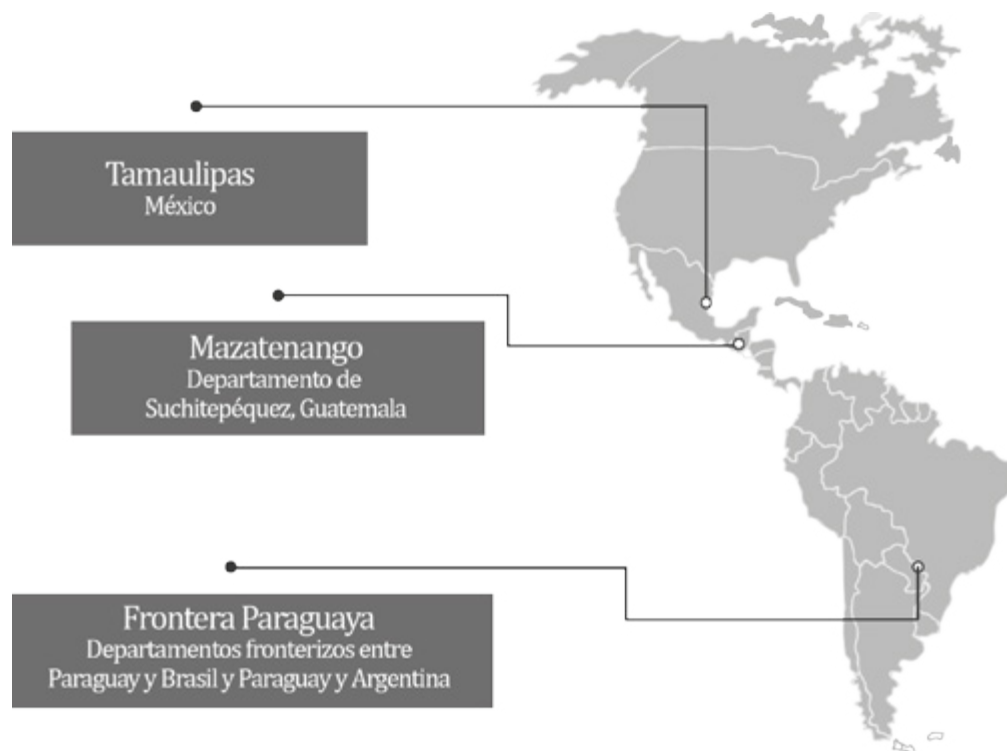 Tamaulipas
México
Mazatenango
Departamento de
Suchitepéquez, Guatemala
Frontera Paraguaya
Departamentos fronterizos entre
Paraguay y Brasil y Paraguay y Argentina